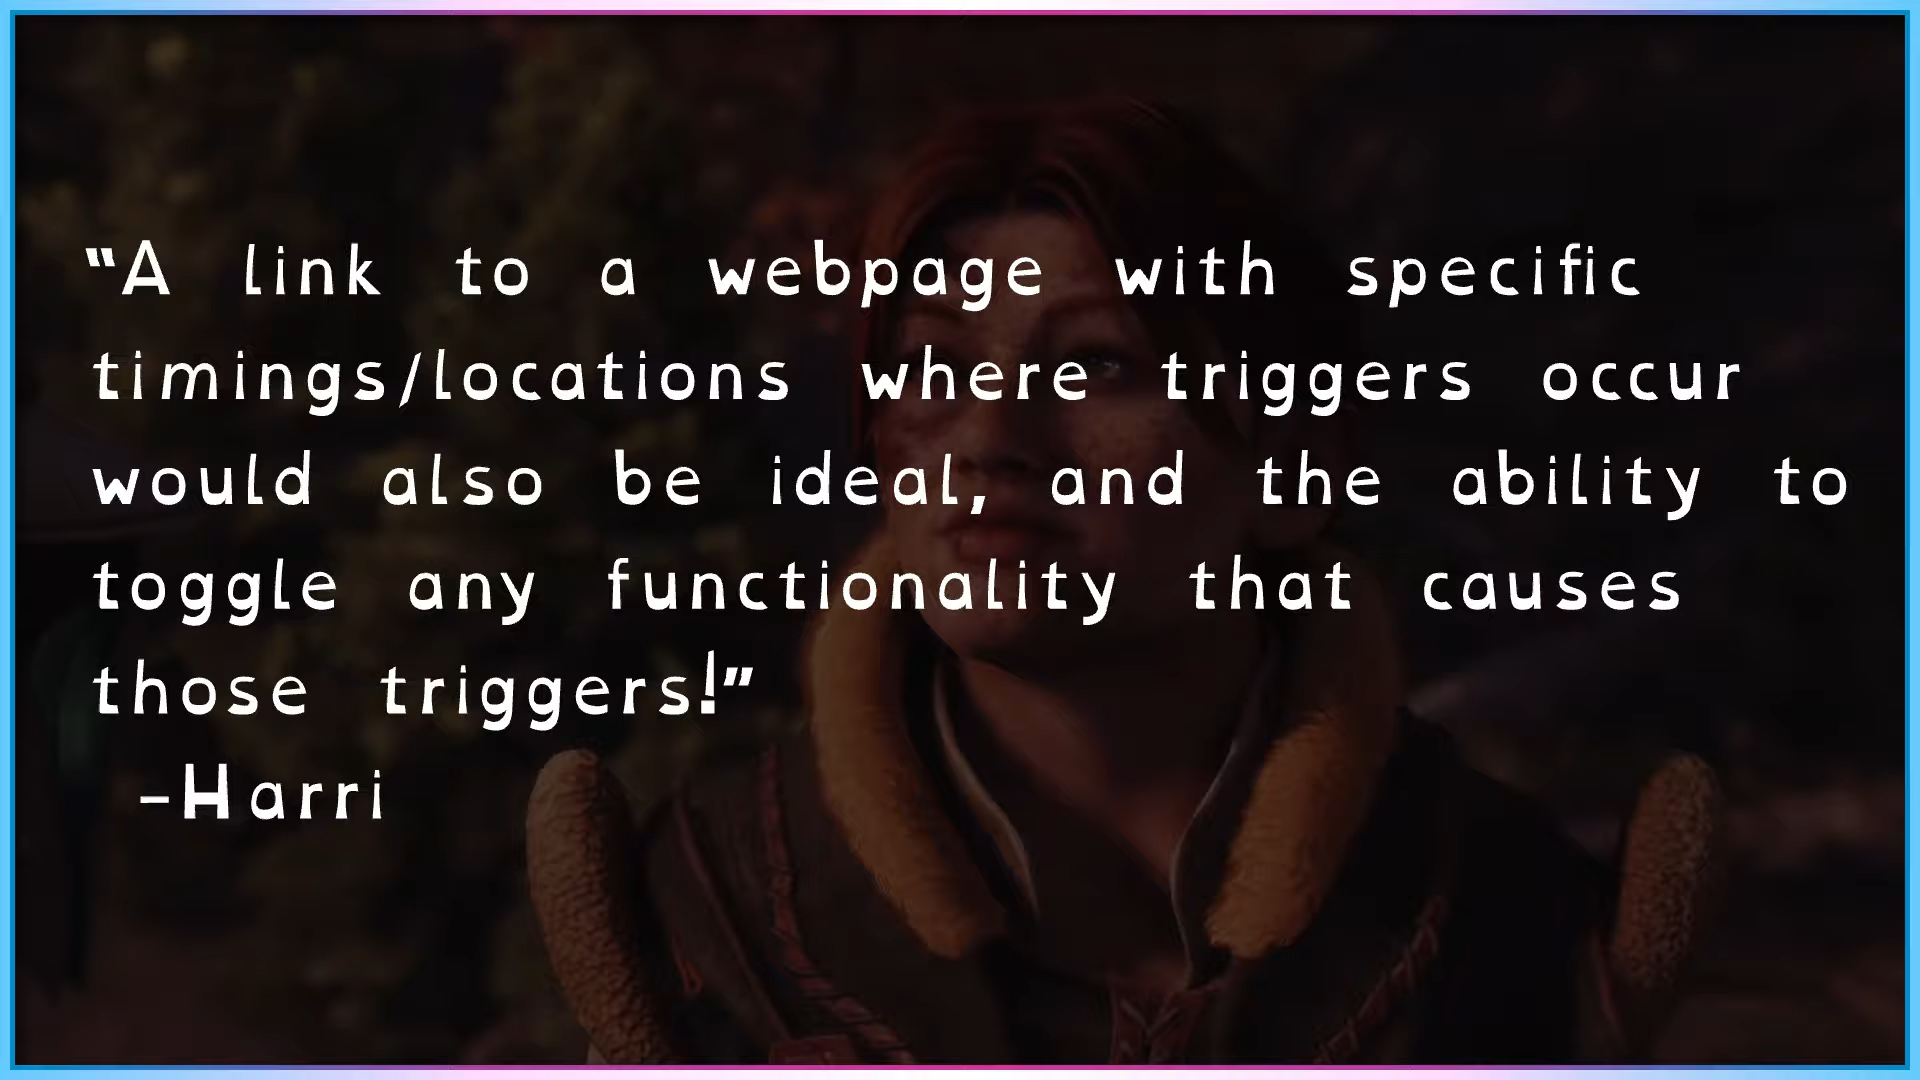 “A link to a webpage with specific
timings/locations where triggers occur
would also be ideal, and the ability to
toggle any functionality that causes
those triggers!”
-Harri